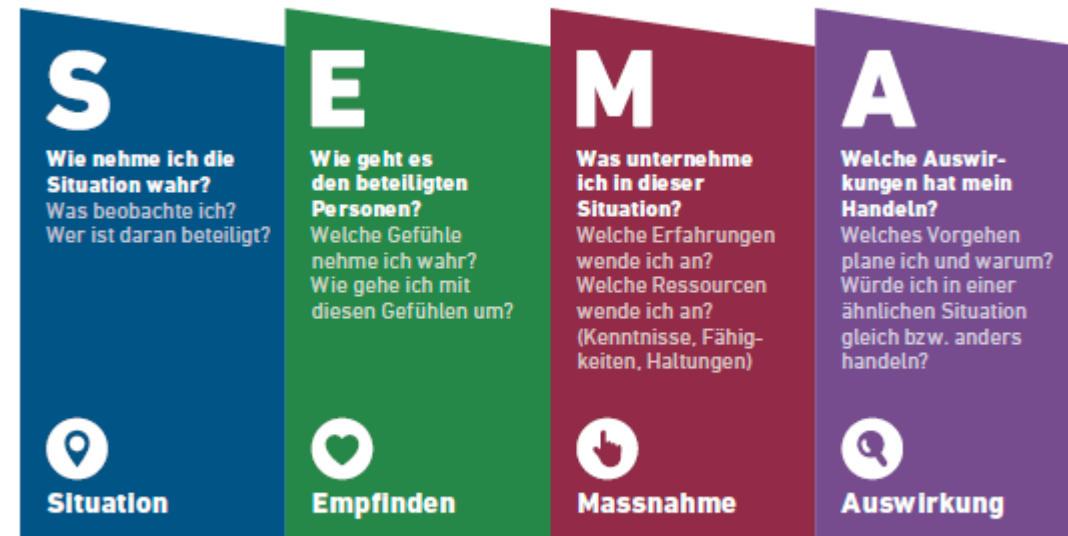 S
Wie nehme ich die
Situation wahr?
Was beobachte ich?
Wer ist daran beteiligt?
Situation
E
Wie geht es
den beteiligten
Personen?
Welche Gefühle
nehme ich wahr?
Wie gehe ich mit
diesen Gefühlen um?
Empfinden
M
Was unternehme
ich in dieser
Situation?
Welche Erfahrungen
wende ich an?
Welche Ressourcen
wende ich an?
(Kenntnisse, Fähig-
keiten, Haltungen)
Massnahme
A
Welche Auswir-
kungen hat mein
Handeln?
Welches Vorgehen
plane ich und warum?
Würde ich in einer
ähnlichen Situation
gleich bzw. anders
handeln?
Auswirkung